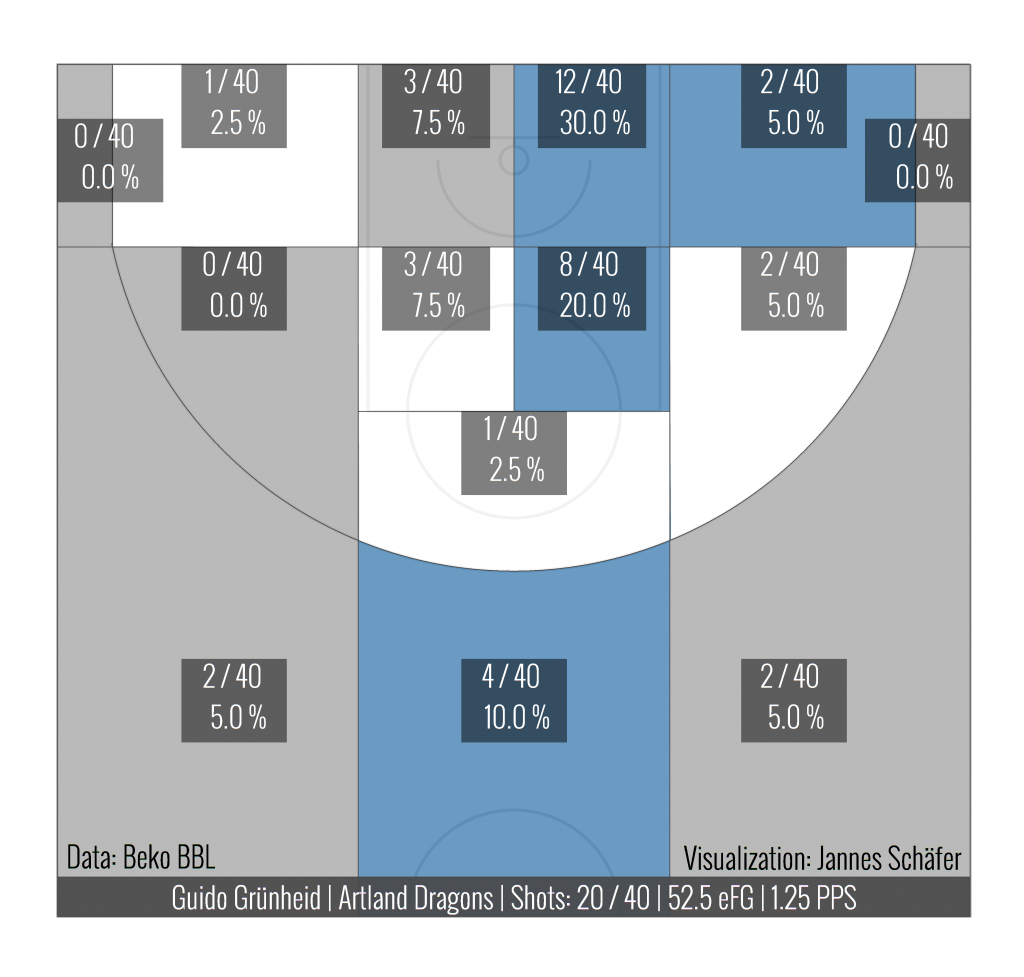 1 / 40
2.5 %
3 / 40
7.5 %
12 / 40
30.0 %
2 / 40
5.0 %
0 / 40
0.0 %
0 / 40
0.0 %
0 / 40
0.0 %
3 / 40
7.5 %
8 / 40
20.0 %
2 / 40
5.0 %
1 / 40
2.5 %
2 / 40
5.0 %
4 / 40
10.0 %
2 / 40
5.0 %
Data: Beko BBL
Visualization: Jannes Schäfer
Guido Grünheid | Artland Dragons | Shots: 20 / 40 | 52.5 eFG | 1.25 PPS